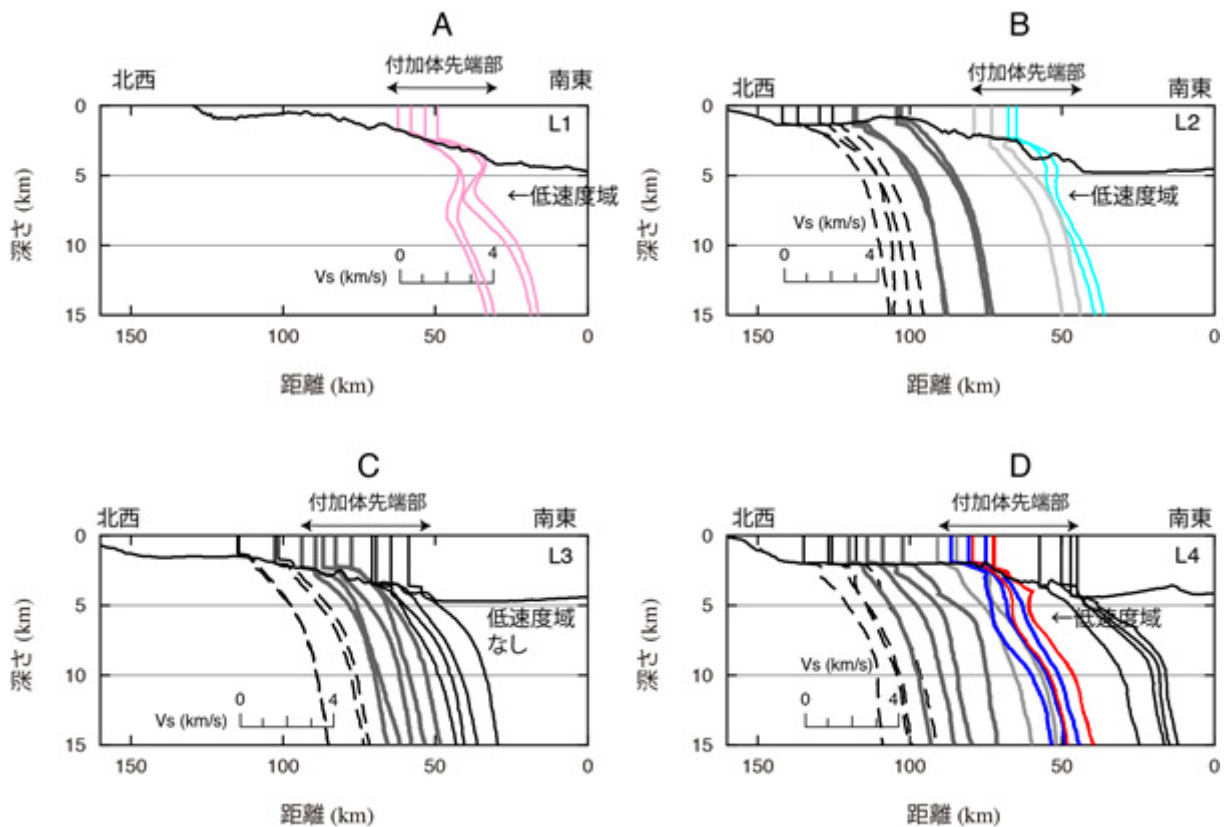 A
付加体先端部
北西
南東
L1
0
5
10
15
深さ (km)
←低速度域
0
4
Vs (km/s)
150
100
50
0
距離 (km)
B
付加体先端部
北西
南東
L2
0
5
10
15
深さ (km)
←低速度域
Vs (km/s)
0
4
150
100
50
0
距離 (km)
C
付加体先端部
北西
南東
L3
0
5
10
15
深さ (km)
低速度域
なし
0
4
Vs (km/s)
150
100
50
0
距離 (km)
D
付加体先端部
北西
南東
L4
0
5
10
15
深さ (km)
←低速度域
0
4
Vs (km/s)
150
100
50
0
距離 (km)